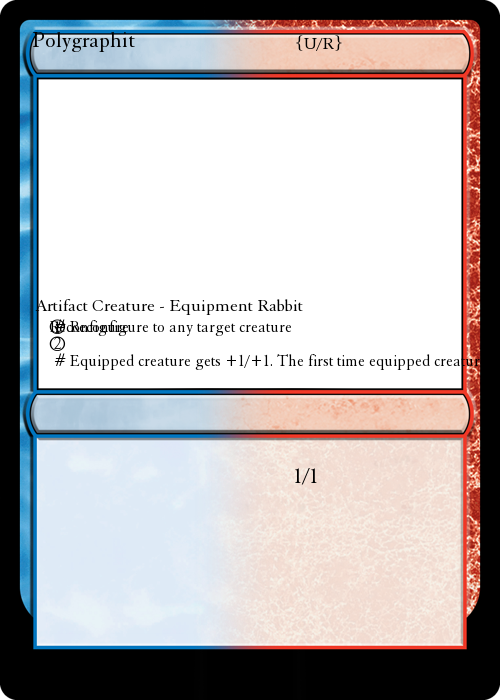 Polygraphit
{U/R}
Artifact Creature - Equipment Rabbit
# Reconfigure to any target creature
②
# Equipped creature gets +1/+1. The first time equipped creatur
1/1